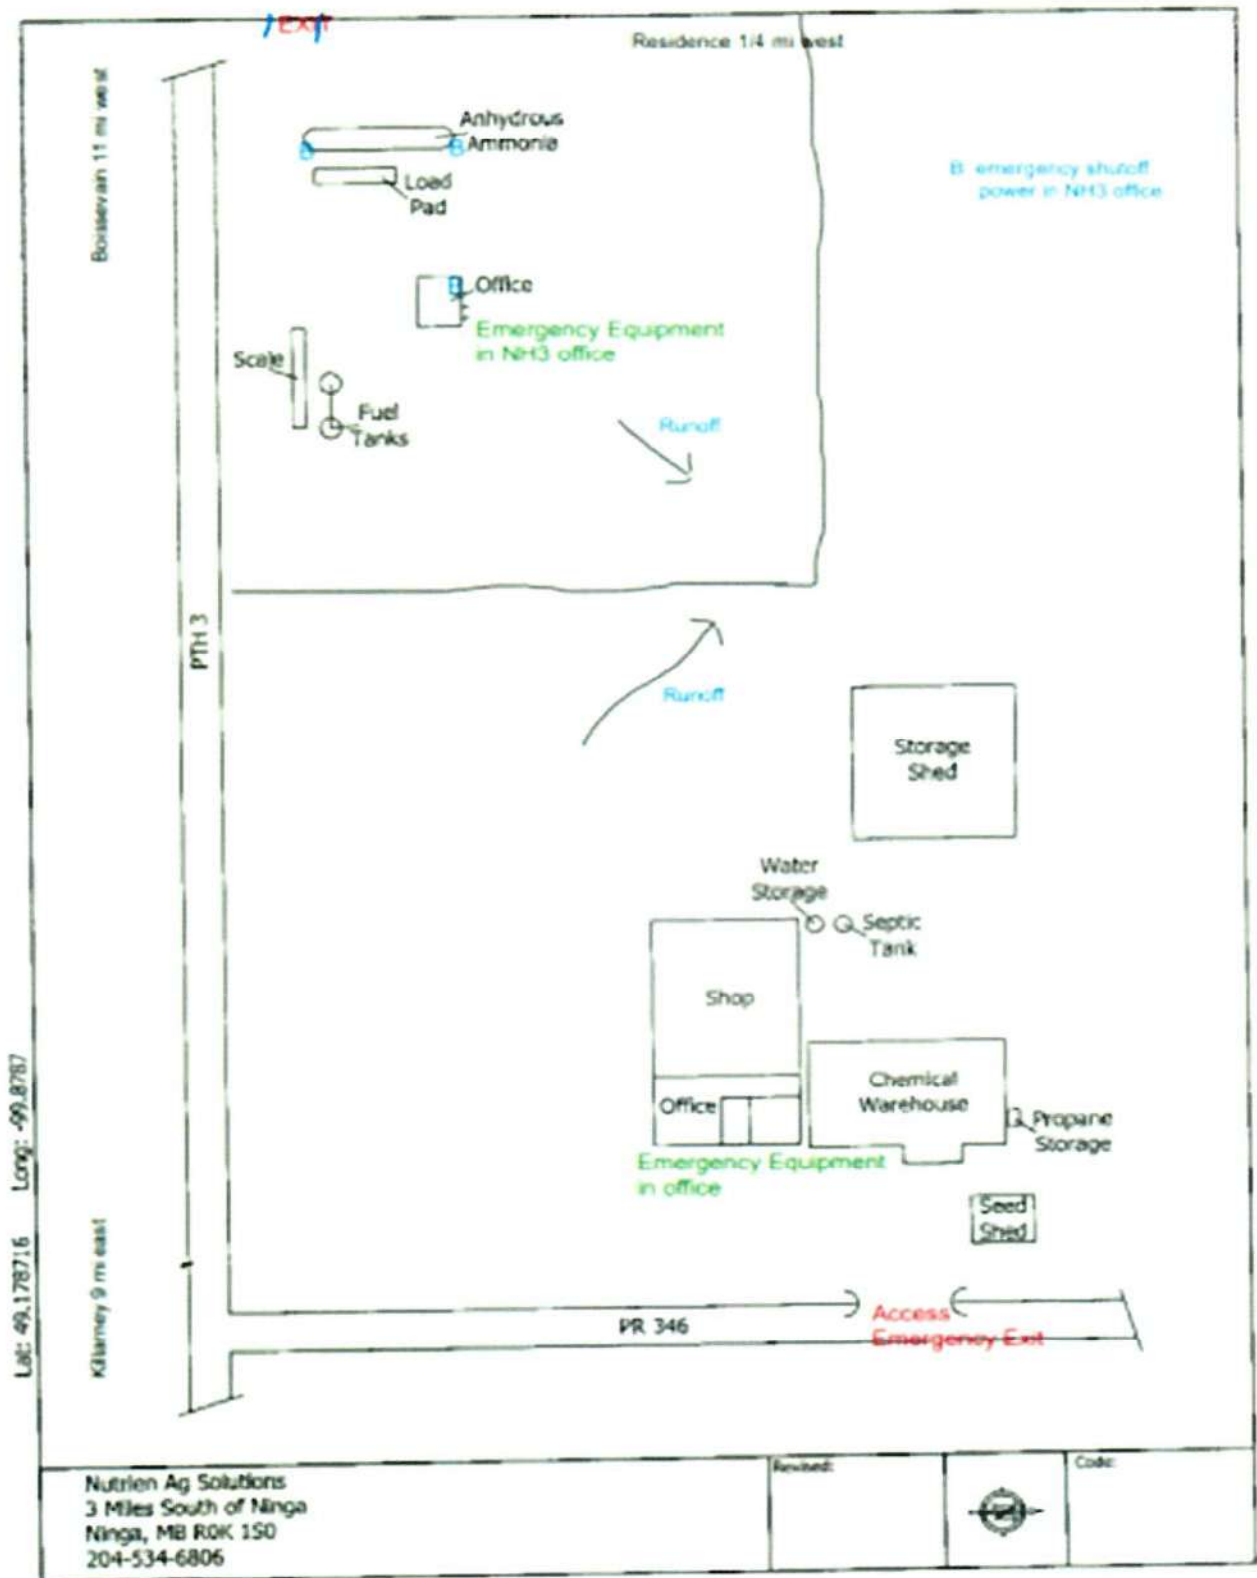 EXIT
Residence 1/4 mi west
Boissevain 11 mi west
Anhydrous
Ammonia
B
B
Load
Pad
B emergency shutoff
power in NH3 office
B
Office
Emergency Equipment
in NH3 office
Scale
Fuel
Tanks
Runoff
PTH 3
Runoff
Storage
Shed
Water
Storage
Septic
Tank
Shop
Chemical
Warehouse
Office
Propane
Storage
Emergency Equipment
in office
Seed
Shed
Lat: 49.178716 Long: -99.8787
Killarney 9 mi east
PR 346
Access
Emergency Exit
Nutrien Ag Solutions
3 Miles South of Ninga
Ninga, MB R0K 1S0
204-534-6806
Revised:
Code: